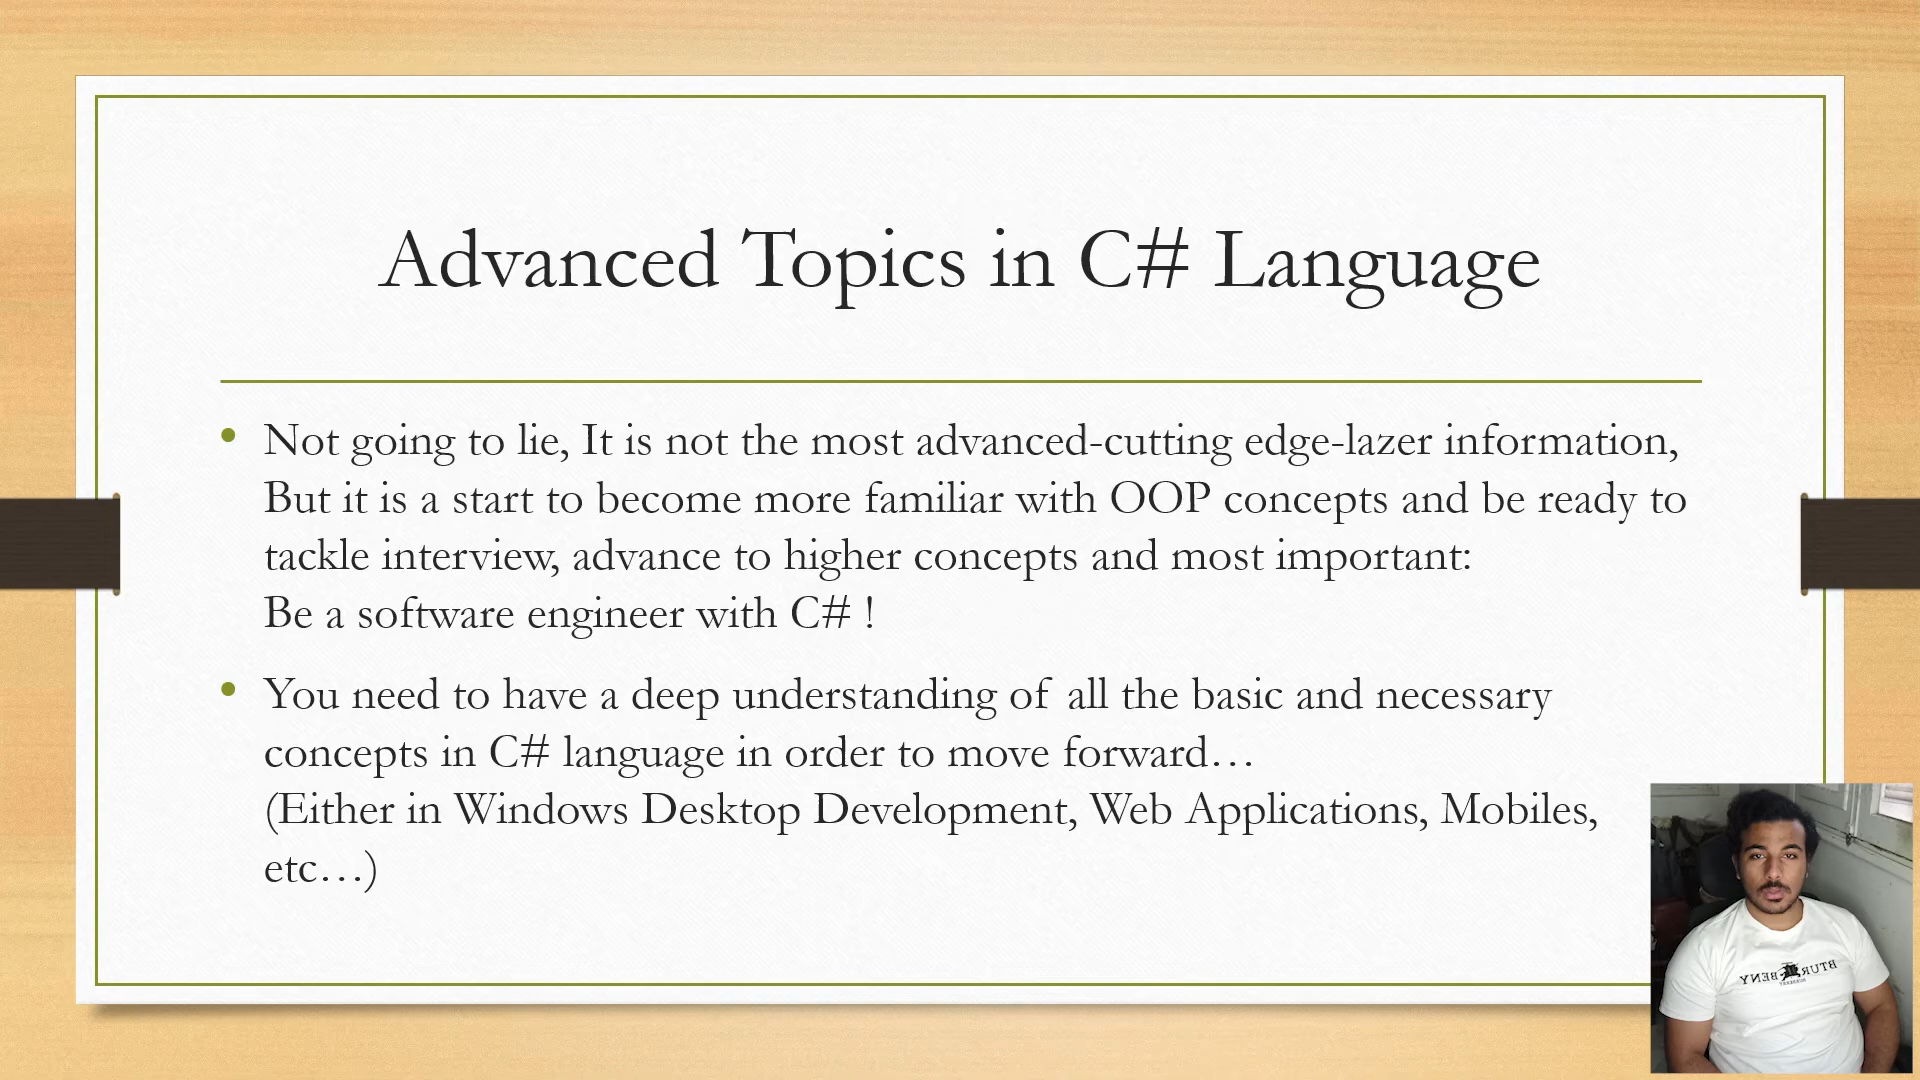 Advanced Topics in C# Language
• Not going to lie, It is not the most advanced-cutting edge-lazer information,
But it is a start to become more familiar with OOP concepts and be ready to
tackle interview, advance to higher concepts and most important:
Be a software engineer with C# !
• You need to have a deep understanding of all the basic and necessary
concepts in C# language in order to move forward…
(Either in Windows Desktop Development, Web Applications, Mobiles,
etc…)